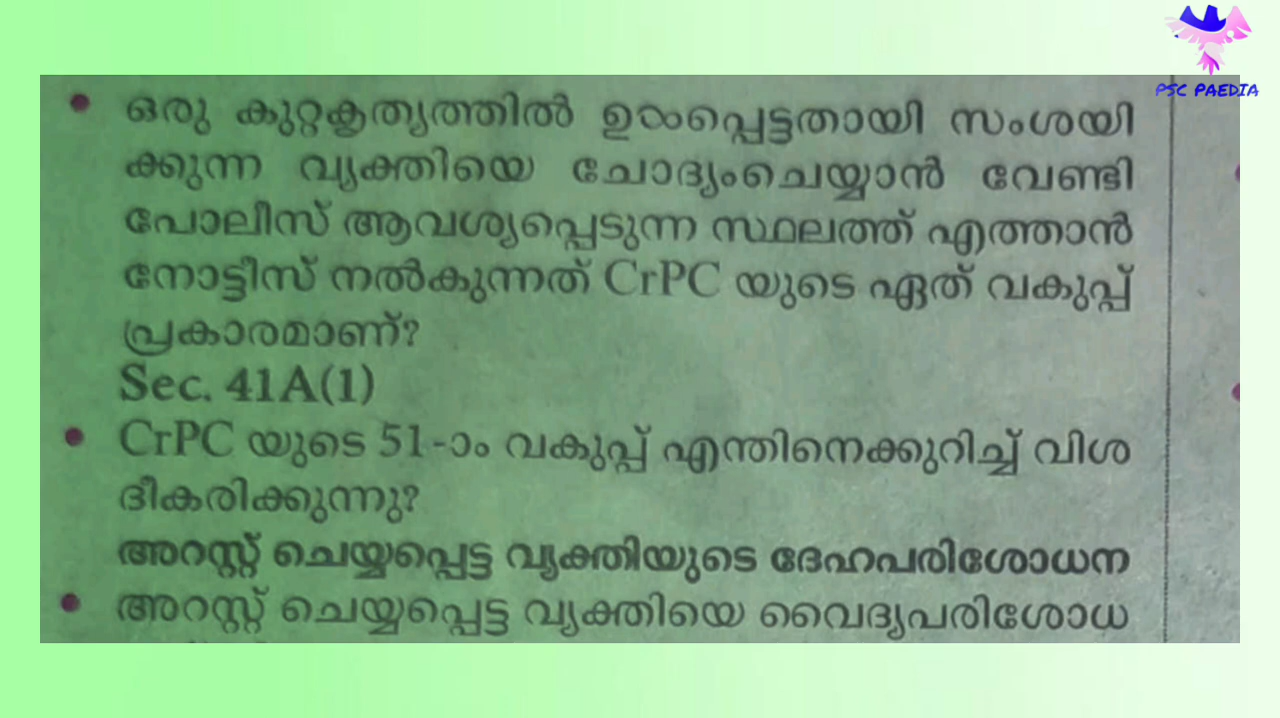 PSC PAEDIA
• ഒരു കുറ്റകൃത്യത്തിൽ ഉൾപ്പെട്ടതായി സംശയി
ക്കുന്ന വ്യക്തിയെ ചോദ്യംചെയ്യാൻ വേണ്ടി
പോലീസ് ആവശ്യപ്പെടുന്ന സ്ഥലത്ത് എത്താൻ
നോട്ടീസ് നൽകുന്നത് CrPC യുടെ ഏത് വകുപ്പ്
പ്രകാരമാണ്?
Sec. 41A(1)
• CrPC യുടെ 51-ാം വകുപ്പ് എന്തിനെക്കുറിച്ച് വിശ
ദീകരിക്കുന്നു?
അറസ്റ്റ് ചെയ്യപ്പെട്ട വ്യക്തിയുടെ ദേഹപരിശോധന
• അറസ്റ്റ് ചെയ്യപ്പെട്ട വ്യക്തിയെ വൈദ്യപരിശോധ